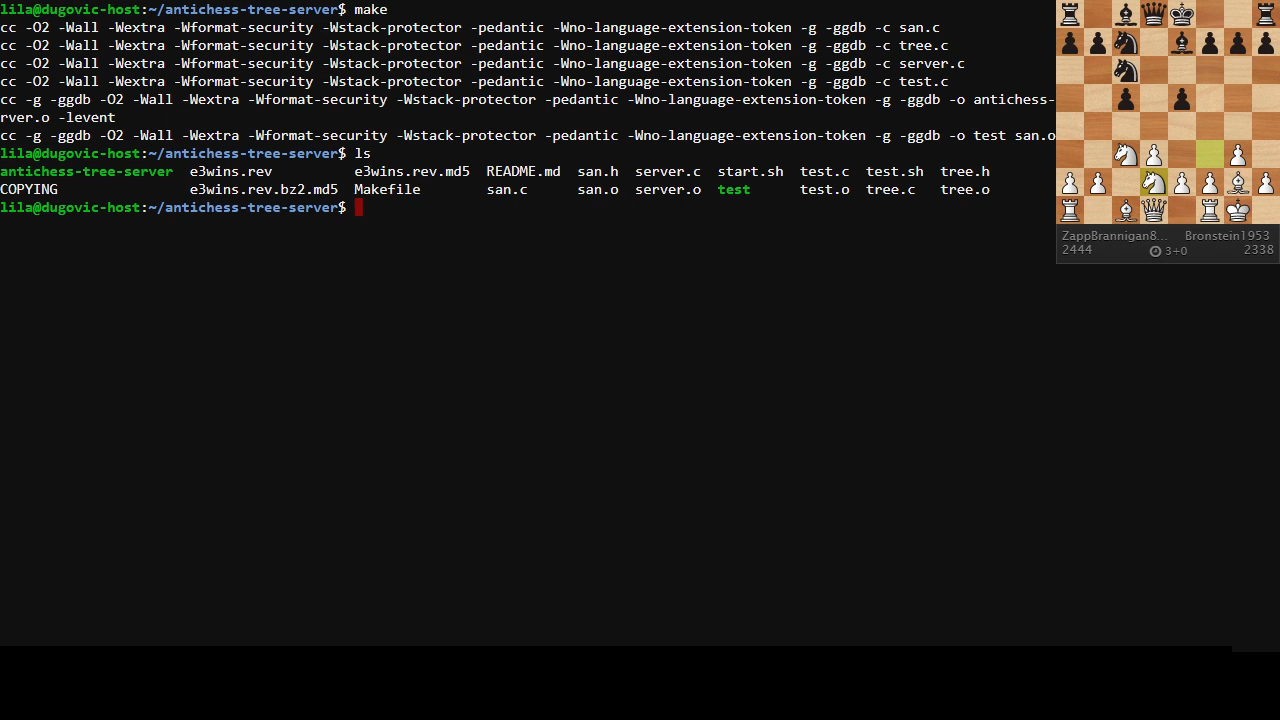 lila@dugovic-host:~/antichess-tree-server$ make
cc -O2 -Wall -Wextra -Wformat-security -Wstack-protector -pedantic -Wno-language-extension-token -g -ggdb -c san.c
cc -O2 -Wall -Wextra -Wformat-security -Wstack-protector -pedantic -Wno-language-extension-token -g -ggdb -c tree.c
cc -O2 -Wall -Wextra -Wformat-security -Wstack-protector -pedantic -Wno-language-extension-token -g -ggdb -c server.c
cc -O2 -Wall -Wextra -Wformat-security -Wstack-protector -pedantic -Wno-language-extension-token -g -ggdb -c test.c
cc -g -ggdb -O2 -Wall -Wextra -Wformat-security -Wstack-protector -pedantic -Wno-language-extension-token -g -ggdb -o antichess-
rver.o -levent
cc -g -ggdb -O2 -Wall -Wextra -Wformat-security -Wstack-protector -pedantic -Wno-language-extension-token -g -ggdb -o test san.o
lila@dugovic-host:~/antichess-tree-server$ ls
antichess-tree-server e3wins.rev e3wins.rev.md5 README.md san.h server.c start.sh test.c test.sh tree.h
COPYING e3wins.rev.bz2.md5 Makefile san.c san.o server.o test test.o tree.c tree.o
lila@dugovic-host:~/antichess-tree-server$
ZappBrannigan8... Bronstein1953
2444 3+0 2338